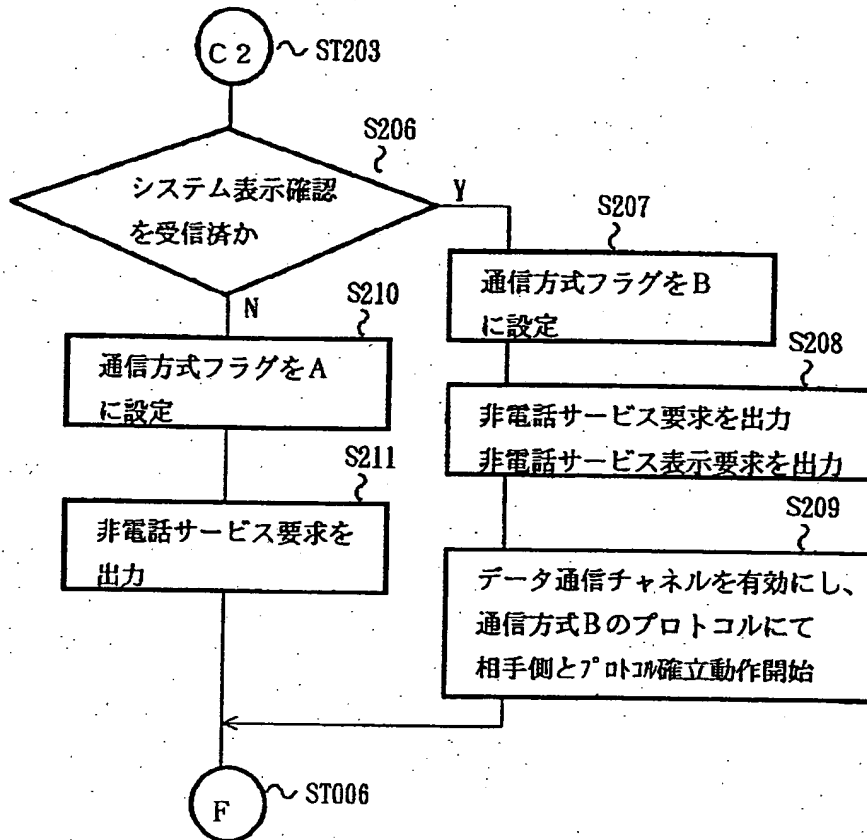 C2
ST203
S206
システム表示確認
を受信済か
Y
N
S207
通信方式フラグをB
に設定
S210
通信方式フラグをA
に設定
S208
非電話サービス要求を出力
非電話サービス表示要求を出力
S211
非電話サービス要求を
出力
S209
データ通信チャネルを有効にし、
通信方式Bのプロトコルにて
相手側とﾌﾟﾛﾄｺﾙ確立動作開始
F
ST006